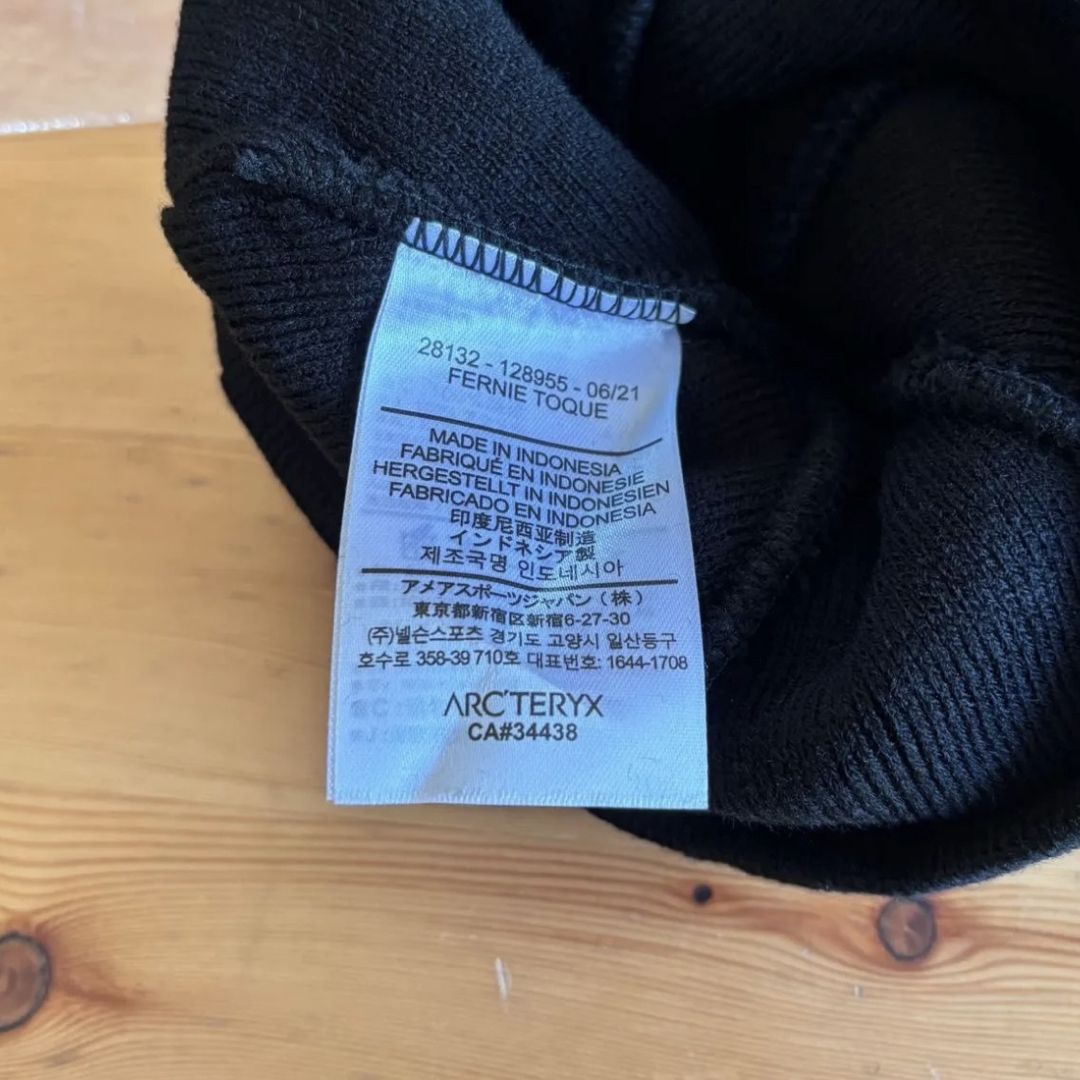 28132 - 128955 - 06/21
FERNIE TOQUE
MADE IN INDONESIA
FABRIQUÉ EN INDONESIE
HERGESTELLT IN INDONESIEN
FABRICADO EN INDONESIA
印度尼西亚制造
インドネシア製
제조국명 인도네시아
アメアスポーツジャパン（株）
東京都新宿区新宿6-27-30
(주)넬슨스포츠 경기도 고양시 일산동구
호수로 358-39 710호 대표번호: 1644-1708
ARC'TERYX
CA#34438